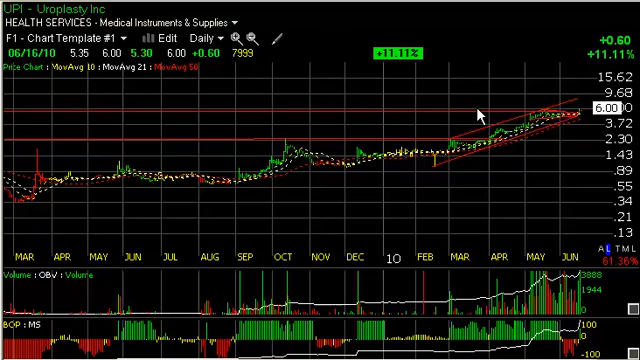 UPI - Uroplasty Inc
HEALTH SERVICES - Medical Instruments & Supplies
F1 - Chart Template #1 Edit Daily
06/16/10 5.35 6.00 5.30 6.00 +0.60 7999 +11.11%
+0.60
+11.11%
Price Chart : MovAvg 10 : MovAvg 21 : MovAvg 50
15.62
9.68
6.00
3.72
2.30
1.43
.89
.55
.34
.21
.13
A L T M L
MAR APR MAY JUN JUL AUG SEP OCT NOV DEC 10 FEB MAR APR MAY JUN
61.36%
Volume : OBV : Volume
3888
1944
0
BOP : MS
100
0
-100